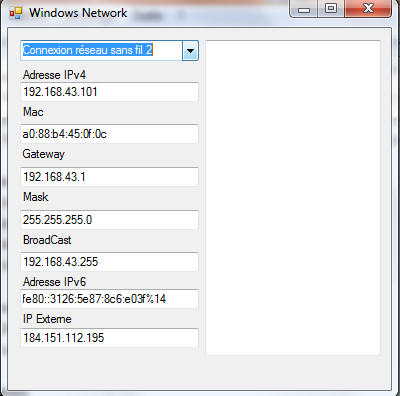 Windows Network
Connexion réseau sans fil 2
Adresse IPv4
192.168.43.101
Mac
a0:88:b4:45:0f:0c
Gateway
192.168.43.1
Mask
255.255.255.0
BroadCast
192.168.43.255
Adresse IPv6
fe80::3126:5e87:8c6:e03f%14
IP Externe
184.151.112.195